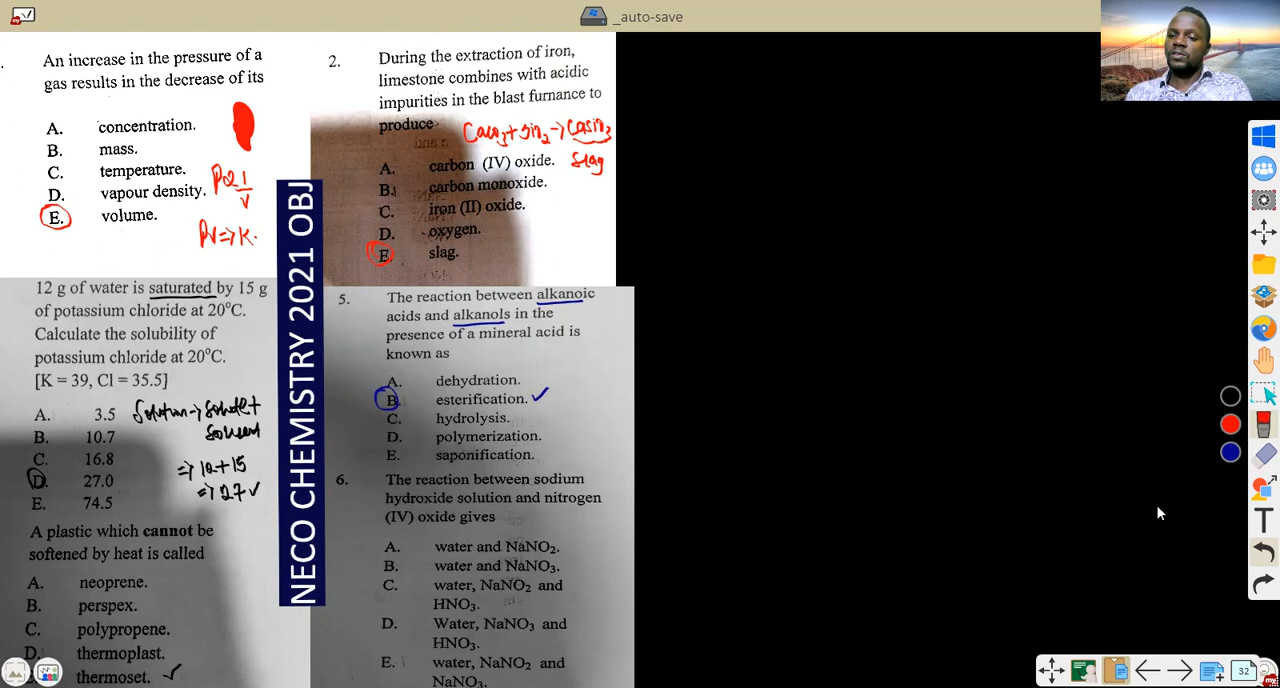 _auto-save
An increase in the pressure of a
gas results in the decrease of its
A. concentration.
B. mass.
C. temperature.
D. vapour density.
E. volume.
P α 1/V
PV => K.
2. During the extraction of iron,
limestone combines with acidic
impurities in the blast furnance to
produce
CaCO3 + SiO2 → CaSiO3
slag
A. carbon (IV) oxide.
B. carbon monoxide.
C. iron (II) oxide.
D. oxygen.
E. slag.
NECO CHEMISTRY 2021 OBJ
12 g of water is saturated by 15 g
of potassium chloride at 20°C.
Calculate the solubility of
potassium chloride at 20°C.
[K = 39, Cl = 35.5]
A. 3.5
B. 10.7
C. 16.8
D. 27.0
E. 74.5
Solution → Solute +
Solvent
=> 12 + 15
=> 27 ✓
A plastic which cannot be
softened by heat is called
A. neoprene.
B. perspex.
C. polypropene.
D. thermoplast.
thermoset. ✓
5. The reaction between alkanoic
acids and alkanols in the
presence of a mineral acid is
known as
A. dehydration.
B. esterification. ✓
C. hydrolysis.
D. polymerization.
E. saponification.
6. The reaction between sodium
hydroxide solution and nitrogen
(IV) oxide gives
A. water and NaNO2.
B. water and NaNO3.
C. water, NaNO2 and
HNO3.
D. Water, NaNO3 and
HNO3.
E. water, NaNO2 and
NaNO3.
T
32